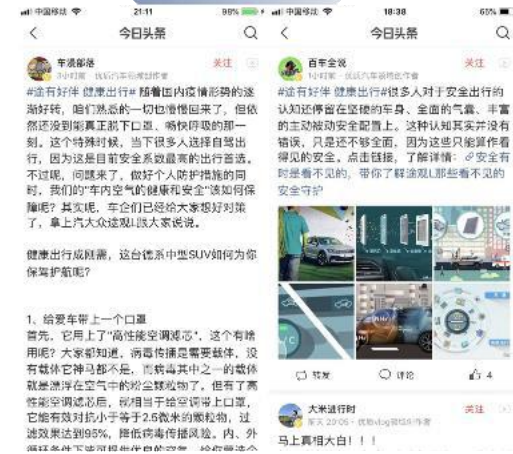 中国移动
21:11
98%
今日头条
车漫部落
关注
3小时前
#途有好伴 健康出行# 随着国内疫情形势的逐
渐好转，咱们熟悉的一切也慢慢回来了，但依
然还没到能真正脱下口罩、畅快呼吸的那一
刻。这个特殊时候，当下很多人选择自驾出
行，因为这是目前安全系数最高的出行首选。
不过呢，问题来了，做好个人防护措施的同
时，我们的"车内空气的健康和安全"该如何保
障呢？其实呢，车企们已经给大家想好对策
了，拿上汽大众途观L跟大家说说。
健康出行成刚需，这台德系中型SUV如何为你
保驾护航呢？
1、给爱车带上一个口罩
首先，它用上了"高性能空调滤芯"，这个有啥
用呢？大家都知道，病毒传播是需要载体，没
有载体它神马都不是，而病毒其中之一的载体
就是漂浮在空气中的粉尘颗粒物了，但有了高
性能空调滤芯后，就相当于给空调带上口罩，
它能有效对抗小于等于2.5微米的颗粒物，过
滤效果达到95%，降低病毒传播风险。内、外
中国移动
18:38
65%
今日头条
百车全说
关注
1小时前
#途有好伴 健康出行#很多人对于安全出行的
认知还停留在坚硬的车身、全面的气囊、丰富
的主动被动安全配置上。这种认知其实并没有
错误，只是还不够全面，因为这些只能算作看
得见的安全。点击链接，了解详情：安全有
时是看不见的，带你了解途观L那些看不见的
安全守护
转发
评论
4
大米进行时
关注
昨天 20:05
马上真相大白！！！